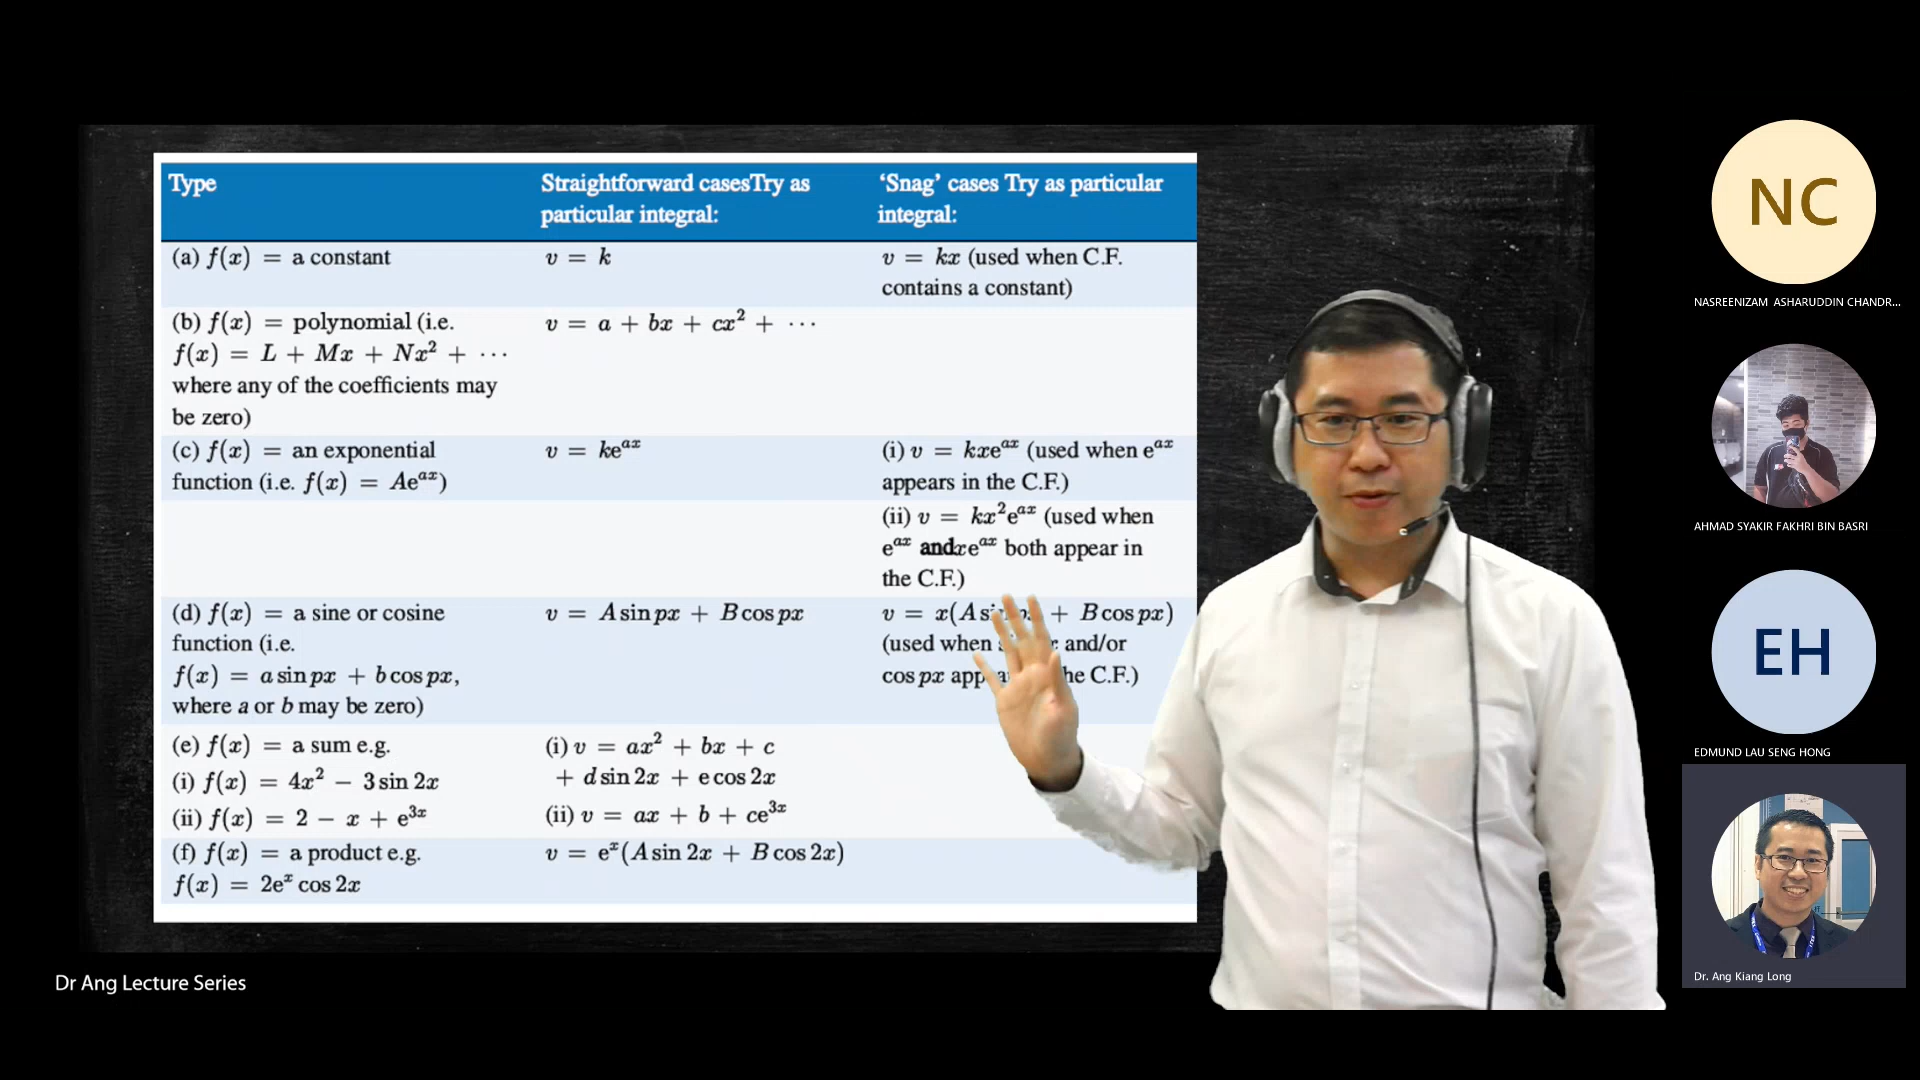 Type
Straightforward casesTry as
particular integral:
‘Snag’ cases Try as particular
integral:
(a) f(x) = a constant
v = k
v = kx (used when C.F.
contains a constant)
(b) f(x) = polynomial (i.e.
f(x) = L + Mx + Nx² + ···
where any of the coefficients may
be zero)
v = a + bx + cx² + ···
(c) f(x) = an exponential
function (i.e. f(x) = Ae^{ax})
v = ke^{ax}
(i) v = kxe^{ax} (used when e^{ax}
appears in the C.F.)
(ii) v = kx²e^{ax} (used when
e^{ax} andxe^{ax} both appear in
the C.F.)
(d) f(x) = a sine or cosine
function (i.e.
f(x) = a sin px + b cos px,
where a or b may be zero)
v = A sin px + B cos px
v = x(A + B cos px)
(used when and/or
cos px he C.F.)
(e) f(x) = a sum e.g.
(i) f(x) = 4x² − 3 sin 2x
(ii) f(x) = 2 − x + e^{3x}
(i) v = ax² + bx + c
+ d sin 2x + e cos 2x
(ii) v = ax + b + ce^{3x}
(f) f(x) = a product e.g.
f(x) = 2e^x cos 2x
v = e^x(A sin 2x + B cos 2x)
Dr Ang Lecture Series
NC
NASREENIZAM ASHARUDDIN CHANDR...
AHMAD SYAKIR FAKHRI BIN BASRI
EH
EDMUND LAU SENG HONG
Dr. Ang Kiang Long